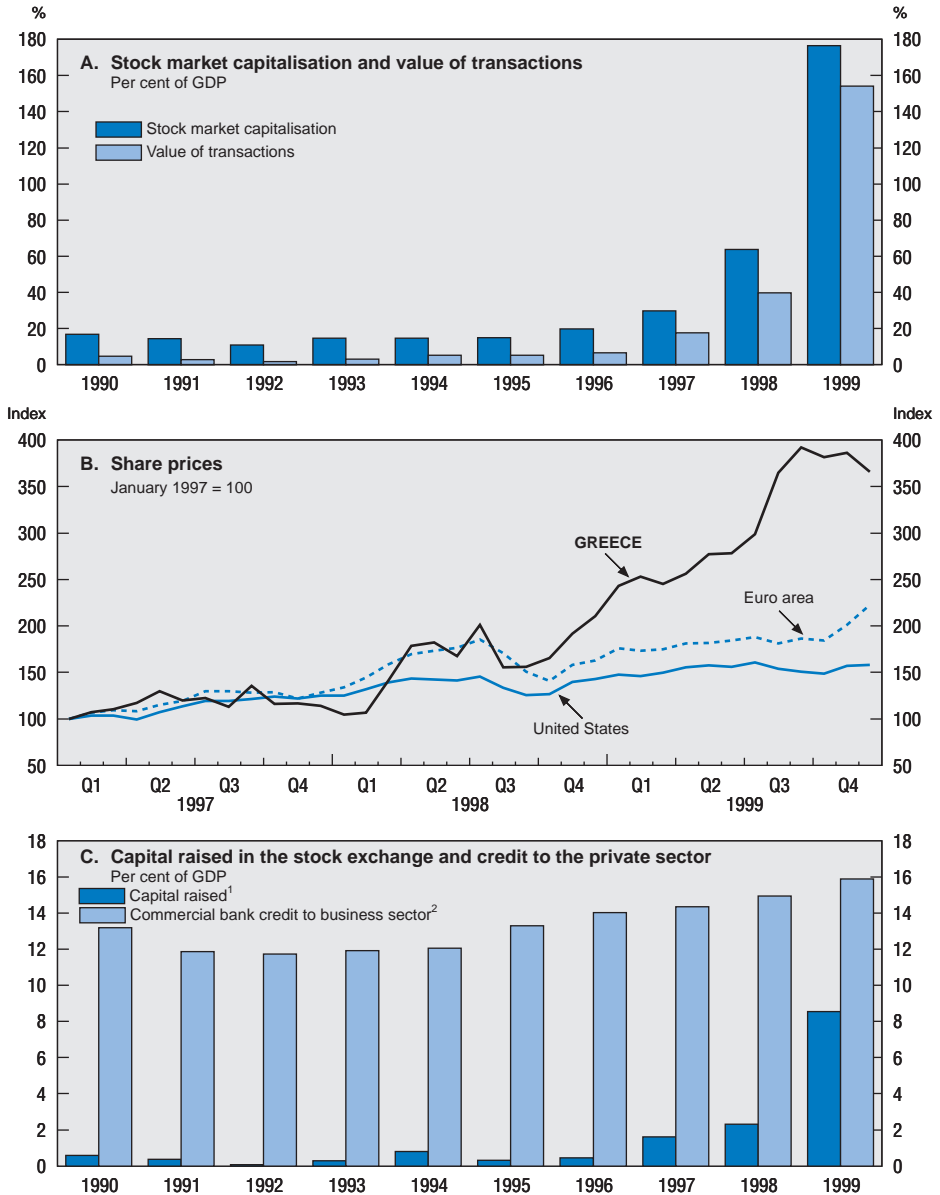 % %
A. Stock market capitalisation and value of transactions
Per cent of GDP
Stock market capitalisation
Value of transactions
180 180
160 160
140 140
120 120
100 100
80 80
60 60
40 40
20 20
0 0
1990 1991 1992 1993 1994 1995 1996 1997 1998 1999
Index Index
B. Share prices
January 1997 = 100
400 400
350 350
300 300
250 250
200 200
150 150
100 100
50 50
GREECE
Euro area
United States
Q1 Q2 Q3 Q4 Q1 Q2 Q3 Q4 Q1 Q2 Q3 Q4
1997 1998 1999
C. Capital raised in the stock exchange and credit to the private sector
Per cent of GDP
Capital raised1
Commercial bank credit to business sector2
18 18
16 16
14 14
12 12
10 10
8 8
6 6
4 4
2 2
0 0
1990 1991 1992 1993 1994 1995 1996 1997 1998 1999